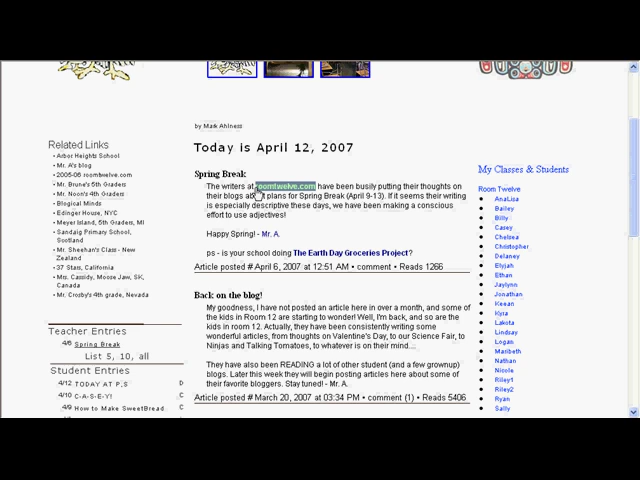 by Mark Ahlness
Today is April 12, 2007
Related Links
Arbor Heights School
Mr. A's blog
2005-06 roomtwelve.com
Mr. Brune's 5th Graders
Mr. Noon's 4th Graders
Blogical Minds
Edinger House, NYC
Meyer Island, 5th Grade, MI
Sandaig Primary School,
Scotland
Mr. Sheehan's Class - New
Zealand
37 Stars, California
Mrs. Cassidy, Moose Jaw, SK,
Canada
Mr. Crosby's 4th grade, Nevada
Teacher Entries
4/6 Spring Break
List 5, 10, all
Student Entries
4/12 TODAY AT P.S D
4/10 C-A-S-E-Y! C
4/9 How to Make SweetBread C
Spring Break
The writers at roomtwelve.com have been busily putting their thoughts on
their blogs about plans for Spring Break (April 9-13). If it seems their writing
is especially descriptive these days, we have been making a conscious
effort to use adjectives!
Happy Spring! - Mr. A.
ps - is your school doing The Earth Day Groceries Project?
Article posted # April 6, 2007 at 12:51 AM • comment • Reads 1266
Back on the blog!
My goodness, I have not posted an article here in over a month, and some of
the kids in Room 12 are starting to wonder! Well, I'm back, and so are the
kids in room 12. Actually, they have been consistently writing some
wonderful articles, from thoughts on Valentine's Day, to our Science Fair, to
Ninjas and Talking Tomatoes, to whatever is on their mind....
They have also been READING a lot of other student (and a few grownup)
blogs. Later this week they will begin posting articles here about some of
their favorite bloggers. Stay tuned! - Mr. A.
Article posted # March 20, 2007 at 03:34 PM • comment (1) • Reads 5406
My Classes & Students
Room Twelve
AnaLisa
Bailey
Billy
Casey
Chelsea
Christopher
Delaney
Elijah
Ethan
Jaylynn
Jonathan
Keean
Kyra
Lakota
Lindsay
Logan
Maribeth
Nathan
Nicole
Riley1
Riley2
Ryan
Sally